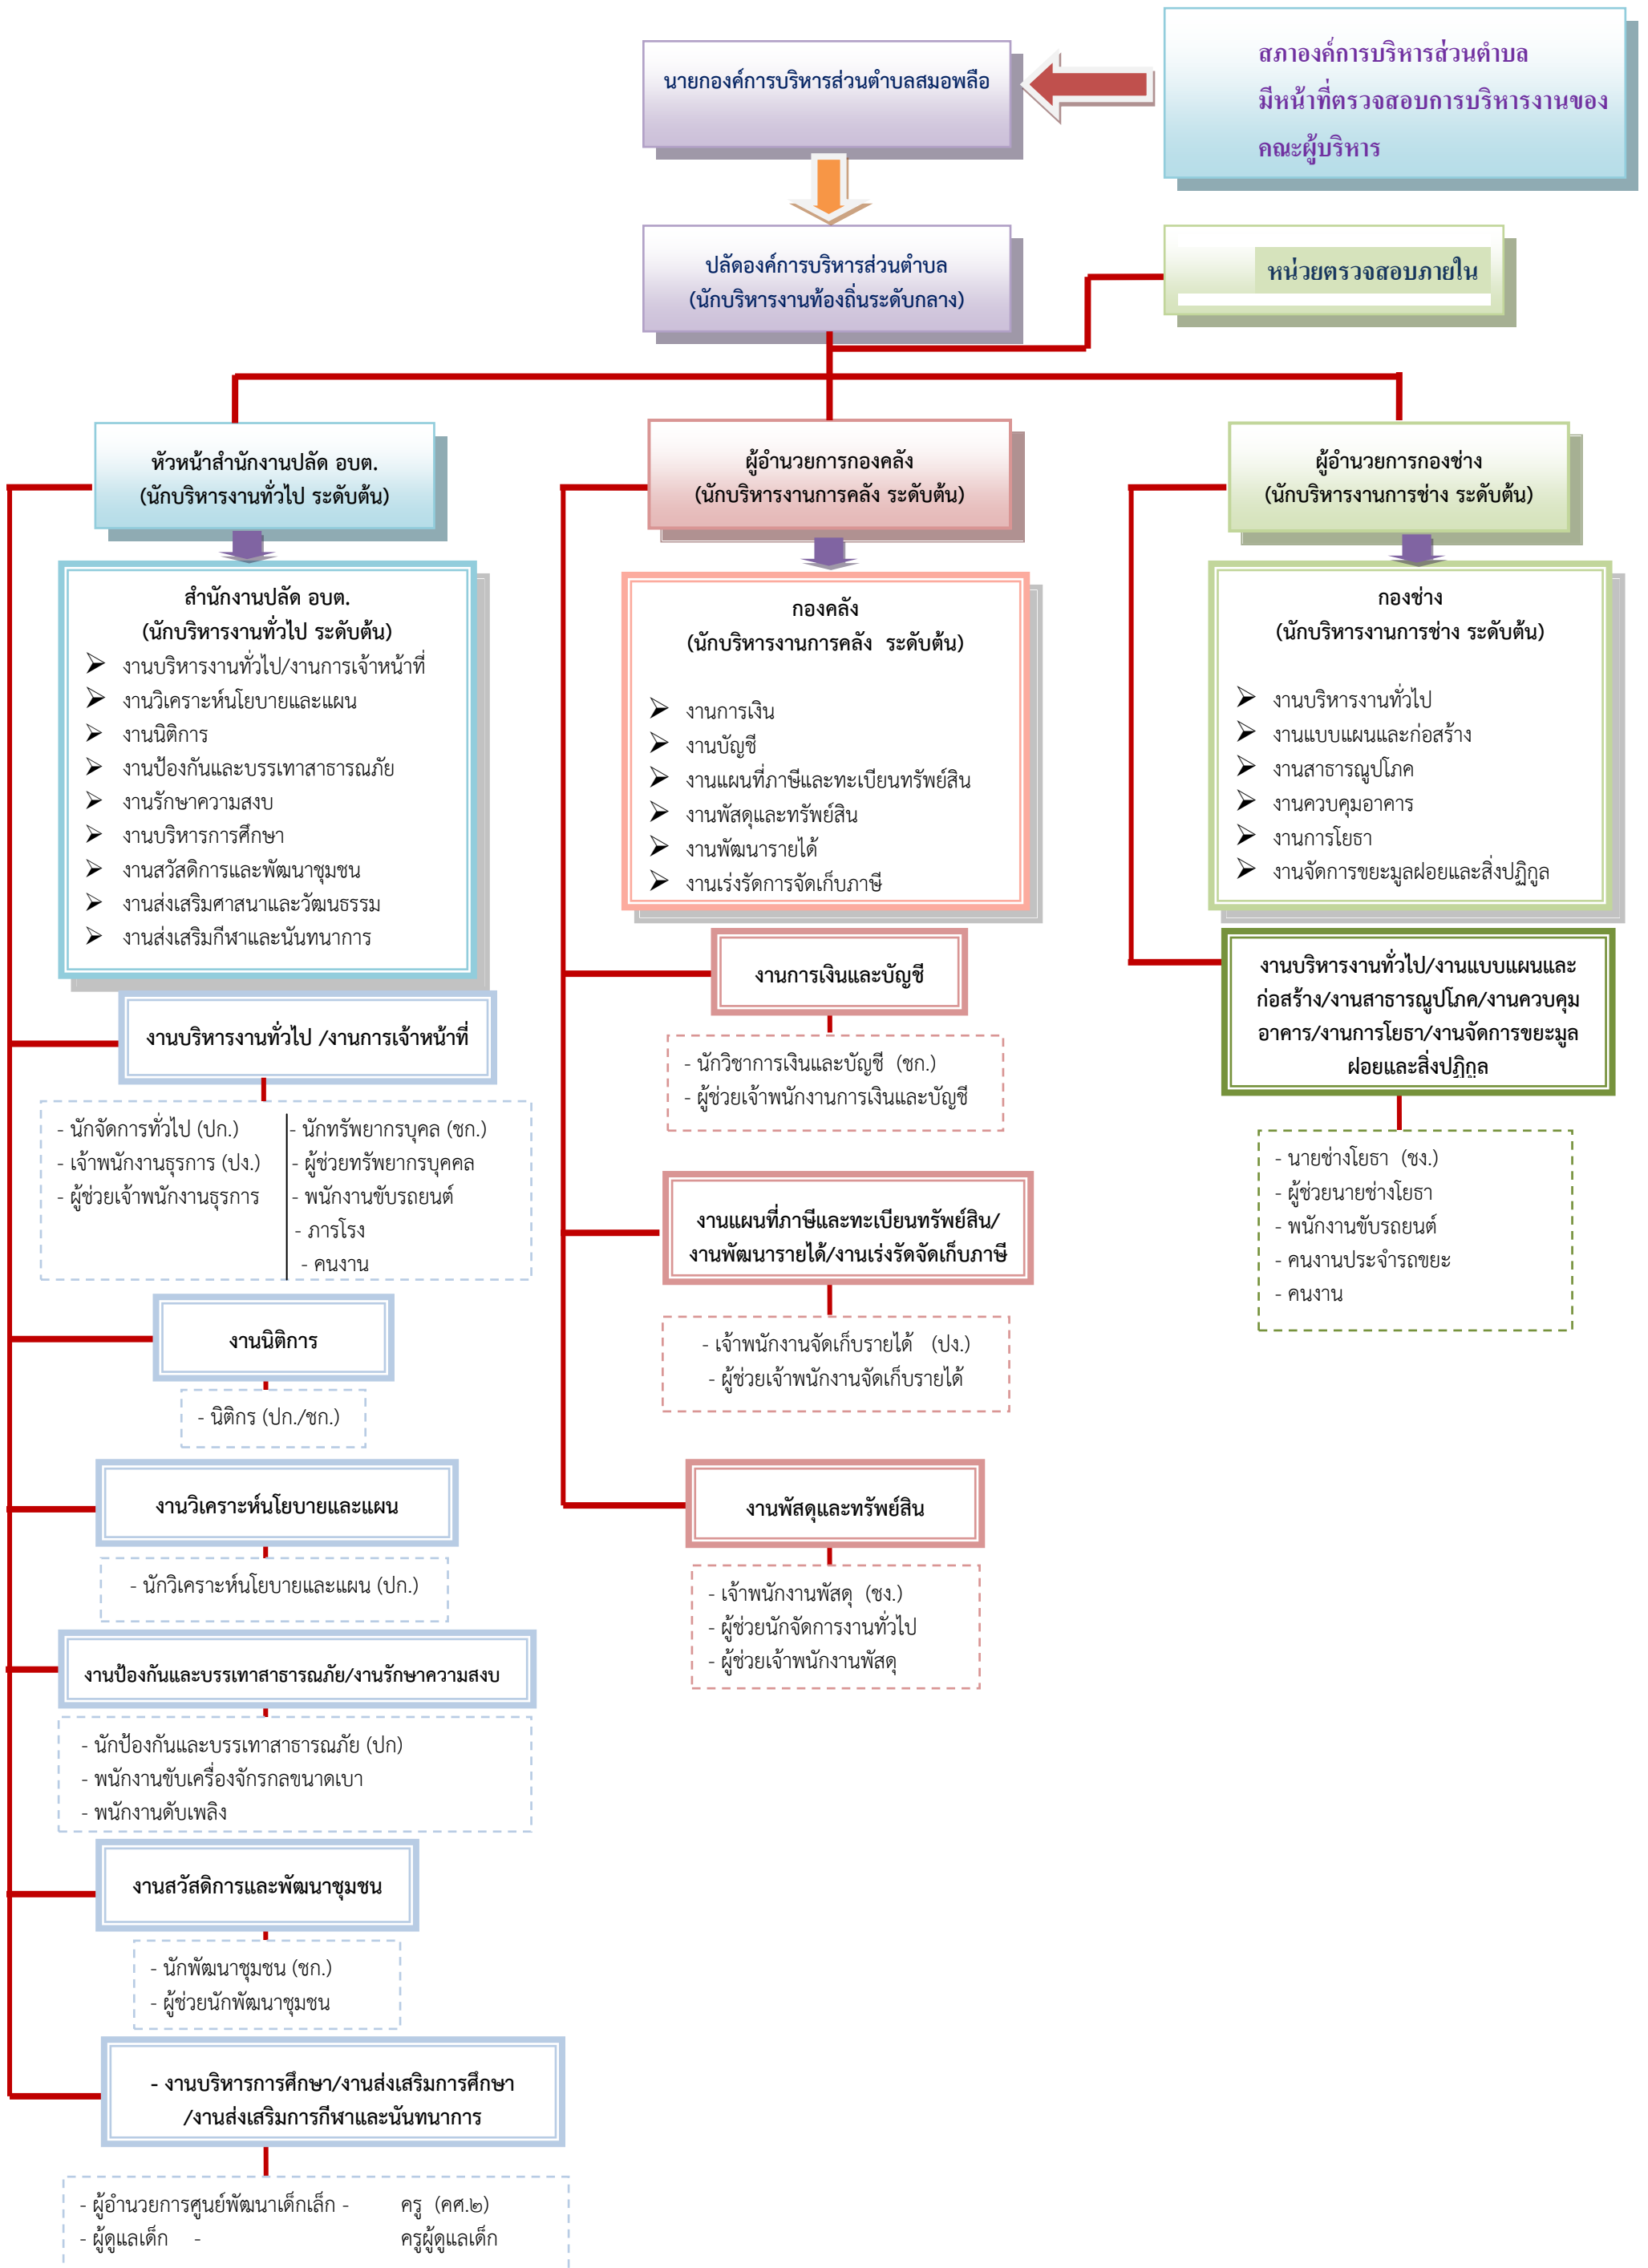 นายกองค์การบริหารส่วนตำบลสมอพลือ
สภาองค์การบริหารส่วนตำบล
มีหน้าที่ตรวจสอบการบริหารงานของ
คณะผู้บริหาร
ปลัดองค์การบริหารส่วนตำบล
(นักบริหารงานท้องถิ่นระดับกลาง)
หน่วยตรวจสอบภายใน
หัวหน้าสำนักงานปลัด อบต.
(นักบริหารงานทั่วไป ระดับต้น)
สำนักงานปลัด อบต.
(นักบริหารงานทั่วไป ระดับต้น)
➢ งานบริหารงานทั่วไป/งานการเจ้าหน้าที่
➢ งานวิเคราะห์นโยบายและแผน
➢ งานนิติการ
➢ งานป้องกันและบรรเทาสาธารณภัย
➢ งานรักษาความสงบ
➢ งานบริหารการศึกษา
➢ งานสวัสดิการและพัฒนาชุมชน
➢ งานส่งเสริมศาสนาและวัฒนธรรม
➢ งานส่งเสริมกีฬาและนันทนาการ
งานบริหารงานทั่วไป /งานการเจ้าหน้าที่
- นักจัดการทั่วไป (ปก.)
- เจ้าพนักงานธุรการ (ปง.)
- ผู้ช่วยเจ้าพนักงานธุรการ
- นักทรัพยากรบุคล (ชก.)
- ผู้ช่วยทรัพยากรบุคคล
- พนักงานขับรถยนต์
- ภารโรง
- คนงาน
งานนิติการ
- นิติกร (ปก./ชก.)
งานวิเคราะห์นโยบายและแผน
- นักวิเคราะห์นโยบายและแผน (ปก.)
งานป้องกันและบรรเทาสาธารณภัย/งานรักษาความสงบ
- นักป้องกันและบรรเทาสาธารณภัย (ปก)
- พนักงานขับเครื่องจักรกลขนาดเบา
- พนักงานดับเพลิง
งานสวัสดิการและพัฒนาชุมชน
- นักพัฒนาชุมชน (ชก.)
- ผู้ช่วยนักพัฒนาชุมชน
- งานบริหารการศึกษา/งานส่งเสริมการศึกษา
/งานส่งเสริมการกีฬาและนันทนาการ
- ผู้อำนวยการศูนย์พัฒนาเด็กเล็ก - ครู (คศ.๒)
- ผู้ดูแลเด็ก - ครูผู้ดูแลเด็ก
ผู้อำนวยการกองคลัง
(นักบริหารงานการคลัง ระดับต้น)
กองคลัง
(นักบริหารงานการคลัง ระดับต้น)
➢ งานการเงิน
➢ งานบัญชี
➢ งานแผนที่ภาษีและทะเบียนทรัพย์สิน
➢ งานพัสดุและทรัพย์สิน
➢ งานพัฒนารายได้
➢ งานเร่งรัดการจัดเก็บภาษี
งานการเงินและบัญชี
- นักวิชาการเงินและบัญชี (ชก.)
- ผู้ช่วยเจ้าพนักงานการเงินและบัญชี
งานแผนที่ภาษีและทะเบียนทรัพย์สิน/
งานพัฒนารายได้/งานเร่งรัดจัดเก็บภาษี
- เจ้าพนักงานจัดเก็บรายได้ (ปง.)
- ผู้ช่วยเจ้าพนักงานจัดเก็บรายได้
งานพัสดุและทรัพย์สิน
- เจ้าพนักงานพัสดุ (ชง.)
- ผู้ช่วยนักจัดการงานทั่วไป
- ผู้ช่วยเจ้าพนักงานพัสดุ
ผู้อำนวยการกองช่าง
(นักบริหารงานการช่าง ระดับต้น)
กองช่าง
(นักบริหารงานการช่าง ระดับต้น)
➢ งานบริหารงานทั่วไป
➢ งานแบบแผนและก่อสร้าง
➢ งานสาธารณูปโภค
➢ งานควบคุมอาคาร
➢ งานการโยธา
➢ งานจัดการขยะมูลฝอยและสิ่งปฏิกูล
งานบริหารงานทั่วไป/งานแบบแผนและ
ก่อสร้าง/งานสาธารณูปโภค/งานควบคุม
อาคาร/งานการโยธา/งานจัดการขยะมูล
ฝอยและสิ่งปฏิกูล
- นายช่างโยธา (ชง.)
- ผู้ช่วยนายช่างโยธา
- พนักงานขับรถยนต์
- คนงานประจำรถขยะ
- คนงาน